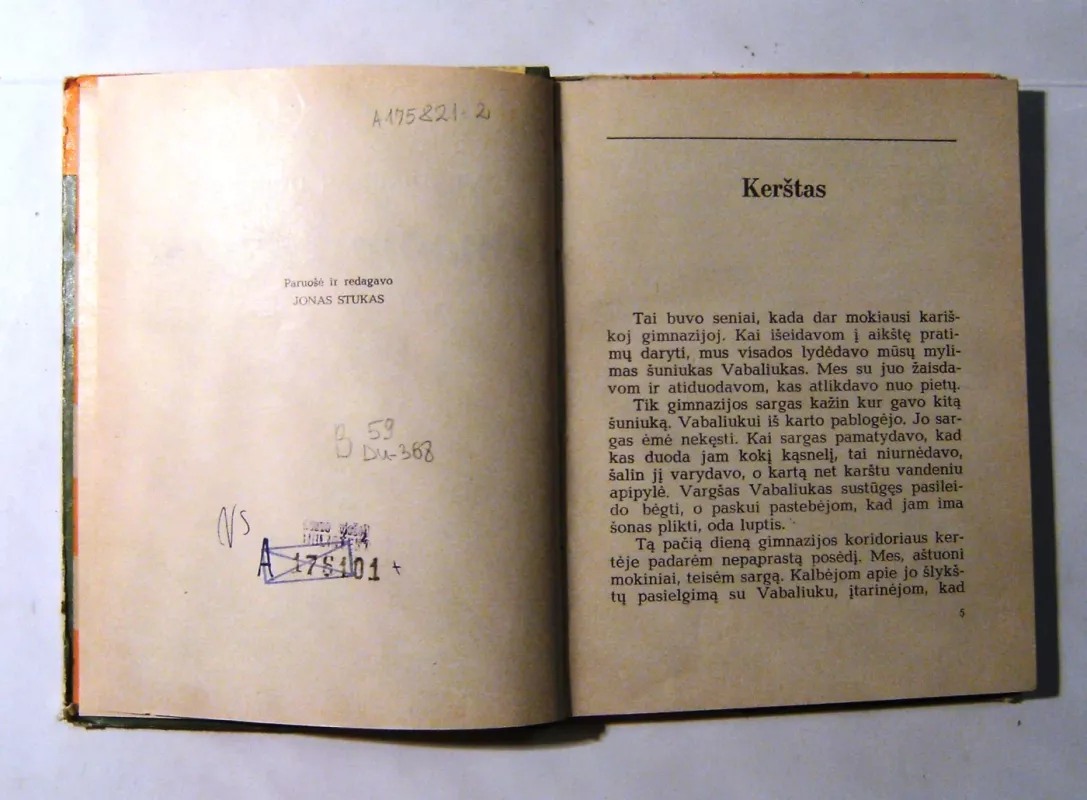 A175821-2
Paruošė ir redagavo
JONAS STUKAS
B 59
Du-388
NS
A 178101 +
Kerštas
Tai buvo seniai, kada dar mokiausi kariš-
koj gimnazijoj. Kai išeidavom į aikštę prati-
mų daryti, mus visados lydėdavo mūsų myli-
mas šuniukas Vabaliukas. Mes su juo žaisda-
vom ir atiduodavom, kas atlikdavo nuo pietų.
Tik gimnazijos sargas kažin kur gavo kitą
šuniuką. Vabaliukui iš karto pablogėjo. Jo sar-
gas ėmė nekęsti. Kai sargas pamatydavo, kad
kas duoda jam kokį kąsnelį, tai niurnėdavo,
šalin jį varydavo, o kartą net karštu vandeniu
apipylė. Vargšas Vabaliukas sustūgęs pasilei-
do bėgti, o paskui pastebėjom, kad jam ima
šonas plikti, oda luptis.
Tą pačią dieną gimnazijos koridoriaus ker-
tėje padarėm nepaprastą posėdį. Mes, aštuoni
mokiniai, teisėm sargą. Kalbėjom apie jo šlykš-
tų pasielgimą su Vabaliuku, įtarinėjom, kad
5